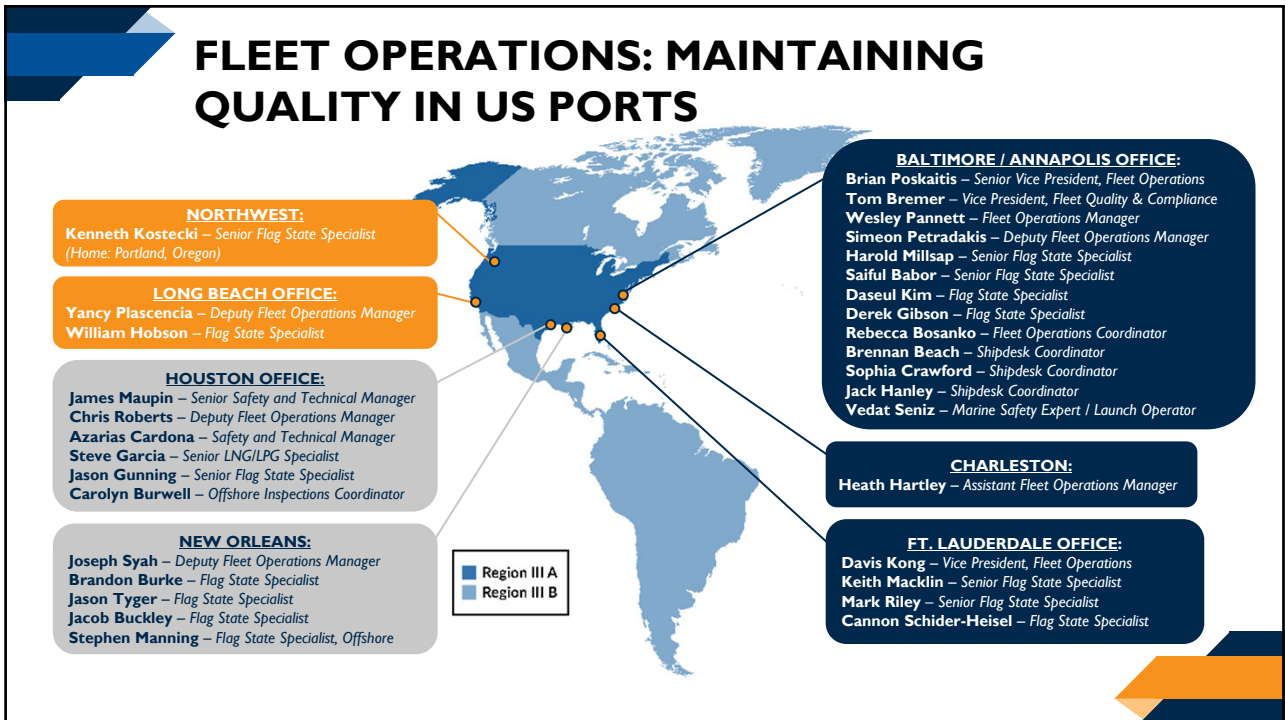 FLEET OPERATIONS: MAINTAINING
QUALITY IN US PORTS
NORTHWEST:
Kenneth Kostecki – Senior Flag State Specialist
(Home: Portland, Oregon)
LONG BEACH OFFICE:
Yancy Plascencia – Deputy Fleet Operations Manager
William Hobson – Flag State Specialist
HOUSTON OFFICE:
James Maupin – Senior Safety and Technical Manager
Chris Roberts – Deputy Fleet Operations Manager
Azarias Cardona – Safety and Technical Manager
Steve Garcia – Senior LNG/LPG Specialist
Jason Gunning – Senior Flag State Specialist
Carolyn Burwell – Offshore Inspections Coordinator
NEW ORLEANS:
Joseph Syah – Deputy Fleet Operations Manager
Brandon Burke – Flag State Specialist
Jason Tyger – Flag State Specialist
Jacob Buckley – Flag State Specialist
Stephen Manning – Flag State Specialist, Offshore
Region III A
Region III B
BALTIMORE / ANNAPOLIS OFFICE:
Brian Poskaitis – Senior Vice President, Fleet Operations
Tom Bremer – Vice President, Fleet Quality & Compliance
Wesley Pannett – Fleet Operations Manager
Simeon Petradakis – Deputy Fleet Operations Manager
Harold Millsap – Senior Flag State Specialist
Saiful Babor – Senior Flag State Specialist
Daseul Kim – Flag State Specialist
Derek Gibson – Flag State Specialist
Rebecca Bosanko – Fleet Operations Coordinator
Brennan Beach – Shipdesk Coordinator
Sophia Crawford – Shipdesk Coordinator
Jack Hanley – Shipdesk Coordinator
Vedat Seniz – Marine Safety Expert / Launch Operator
CHARLESTON:
Heath Hartley – Assistant Fleet Operations Manager
FT. LAUDERDALE OFFICE:
Davis Kong – Vice President, Fleet Operations
Keith Macklin – Senior Flag State Specialist
Mark Riley – Senior Flag State Specialist
Cannon Schider-Heisel – Flag State Specialist